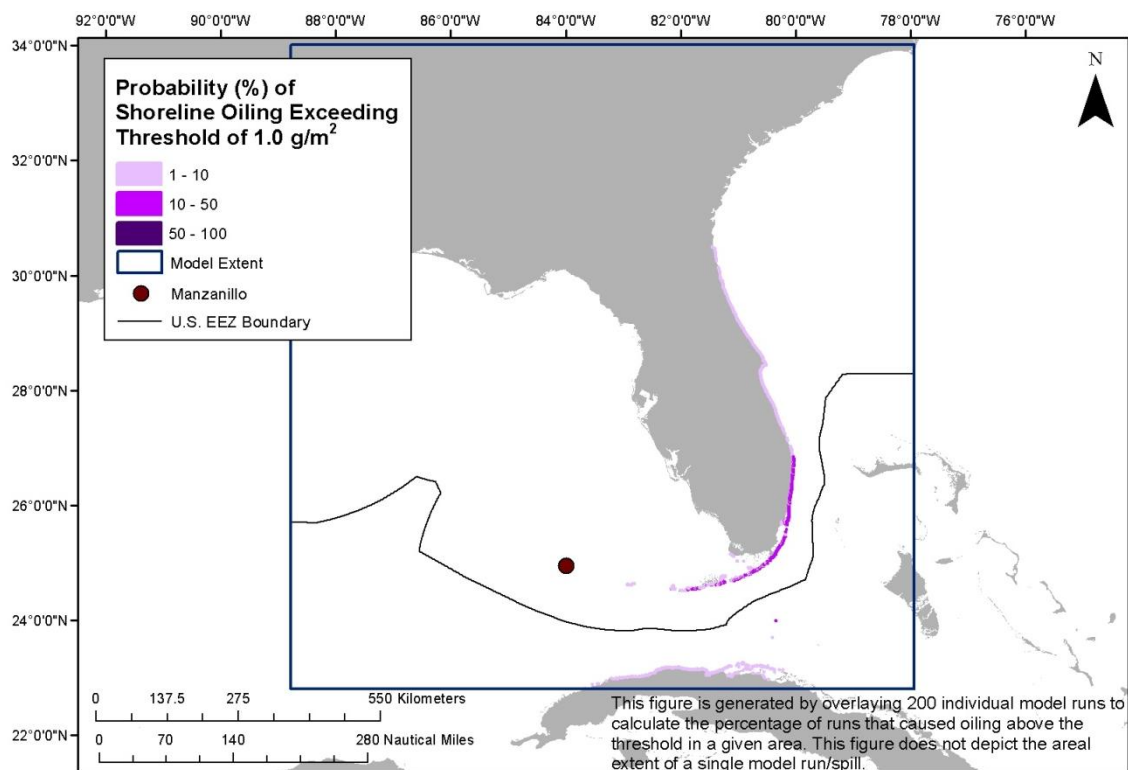 92°0'0"W 90°0'0"W 88°0'0"W 86°0'0"W 84°0'0"W 82°0'0"W 80°0'0"W 78°0'0"W 76°0'0"W
34°0'0"N
32°0'0"N
30°0'0"N
28°0'0"N
26°0'0"N
24°0'0"N
22°0'0"N
Probability (%) of
Shoreline Oiling Exceeding
Threshold of 1.0 g/m²
1 - 10
10 - 50
50 - 100
Model Extent
Manzanillo
U.S. EEZ Boundary
N
0 137.5 275 550 Kilometers
0 70 140 280 Nautical Miles
This figure is generated by overlaying 200 individual model runs to
calculate the percentage of runs that caused oiling above the
threshold in a given area. This figure does not depict the areal
extent of a single model run/spill.